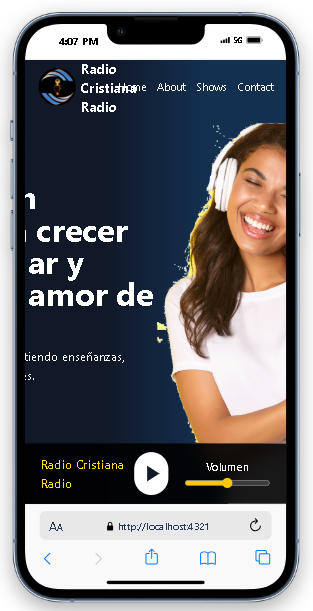 4:07 PM
5G
Radio
Cristiana
Radio
Home About Shows Contact
crecer
ar y
amor de
tiendo enseñanzas,
es.
Radio Cristiana
Radio
Volumen
AA
http://localhost:4321